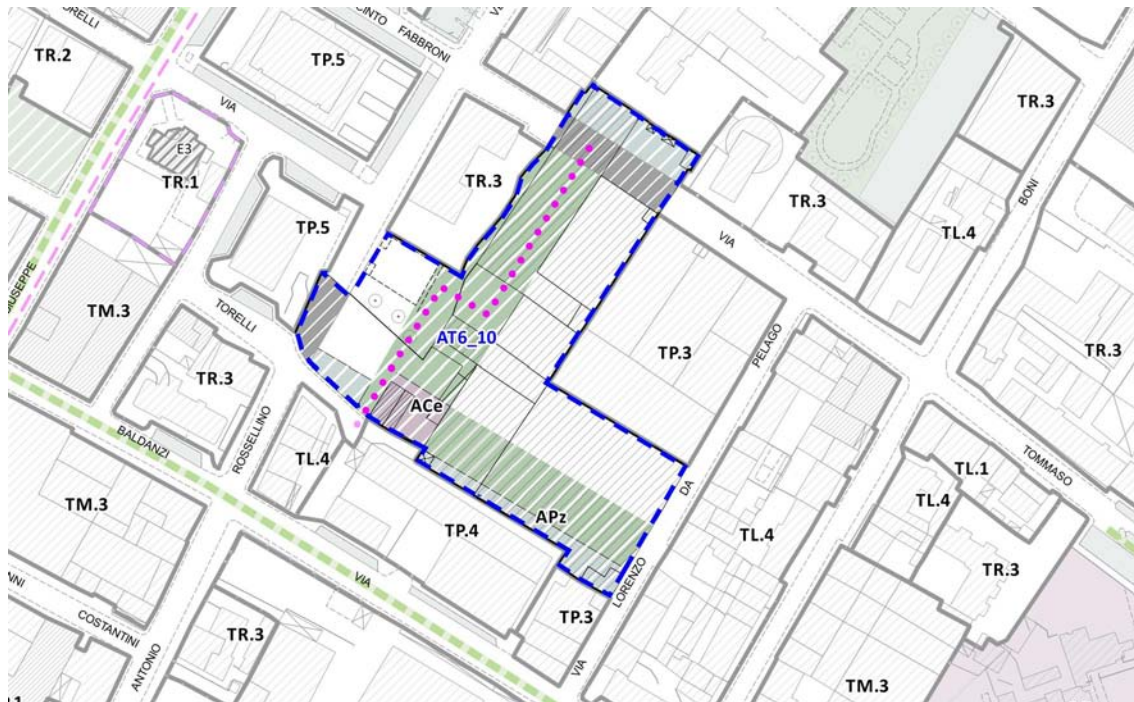 TORELLI
CINTO
FABBRONI
TR.2
TP.5
VIA
TR.3
E3
TR.1
TR.3
TR.3
TP.5
VIA
TL.4
BONI
GIUSEPPE
TORELLI
TM.3
AT6_10
PELAGO
TP.3
TR.3
TR.3
ACe
BALDANZI
ROSSELLINO
TL.4
TL.1
TOMMASO
DA
TL.4
TM.3
TP.4
APz
TL.4
TR.3
VIA
LORENZO
COSTANTINI
TR.3
TP.3
ANTONIO
VIA
TM.3